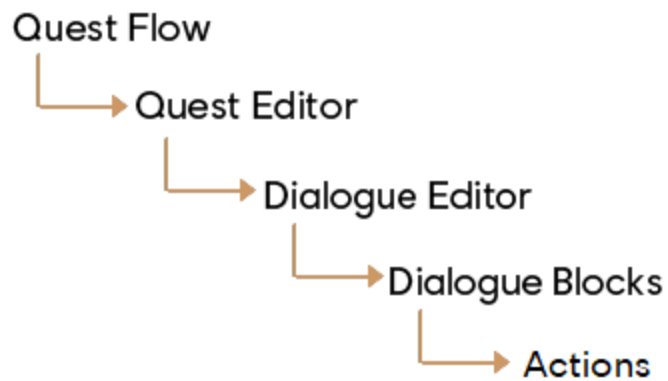 Quest Flow
Quest Editor
Dialogue Editor
Dialogue Blocks
Actions